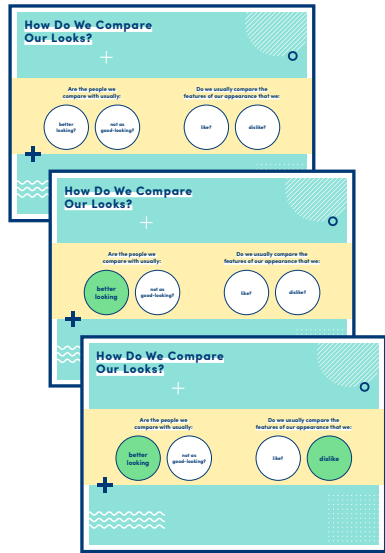 How Do We Compare
Our Looks?
Are the people we
compare with usually:
Do we usually compare the
features of our appearance that we:
better
looking?
not as
good-looking?
like?
dislike?
How Do We Compare
Our Looks?
Are the people we
compare with usually:
Do we usually compare the
features of our appearance that we:
better
looking
not as
good-looking?
like?
dislike?
How Do We Compare
Our Looks?
Are the people we
compare with usually:
Do we usually compare the
features of our appearance that we:
better
looking
not as
good-looking?
like?
dislike